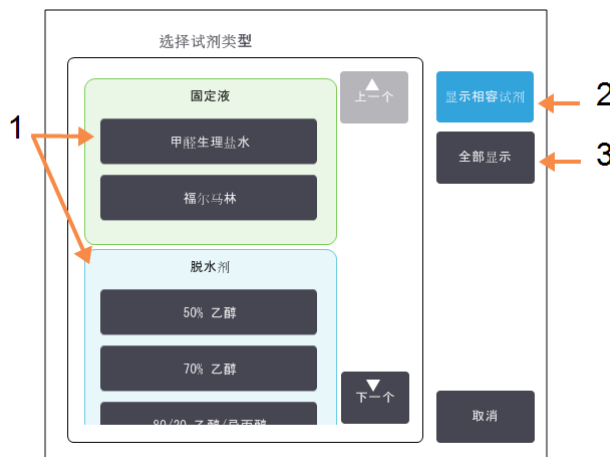 选择试剂类型
固定液
甲醛生理盐水
福尔马林
脱水剂
50% 乙醇
70% 乙醇
上一个
下一个
显示相容试剂
全部显示
取消
1
2
3